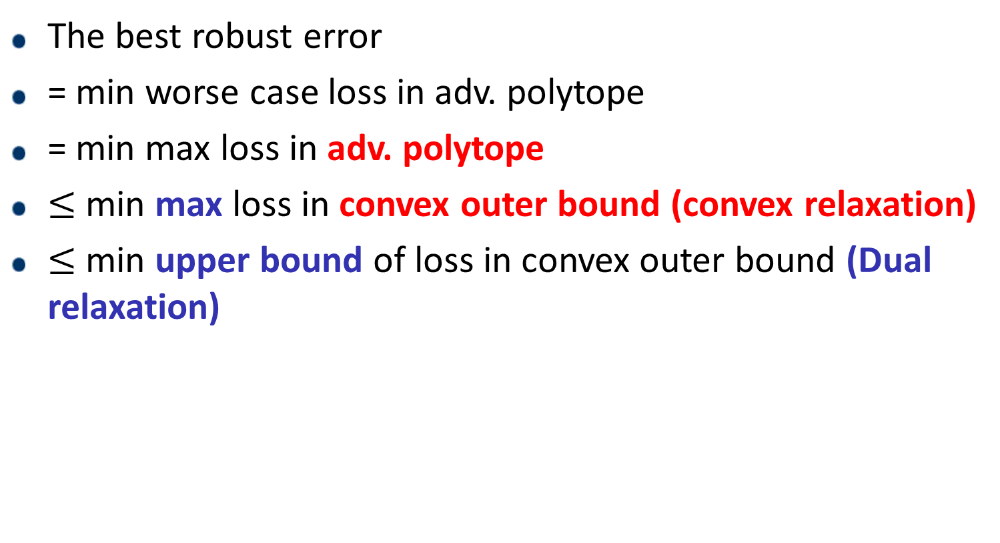 • The best robust error
• = min worse case loss in adv. polytope
• = min max loss in adv. polytope
• ≤ min max loss in convex outer bound (convex relaxation)
• ≤ min upper bound of loss in convex outer bound (Dual
relaxation)